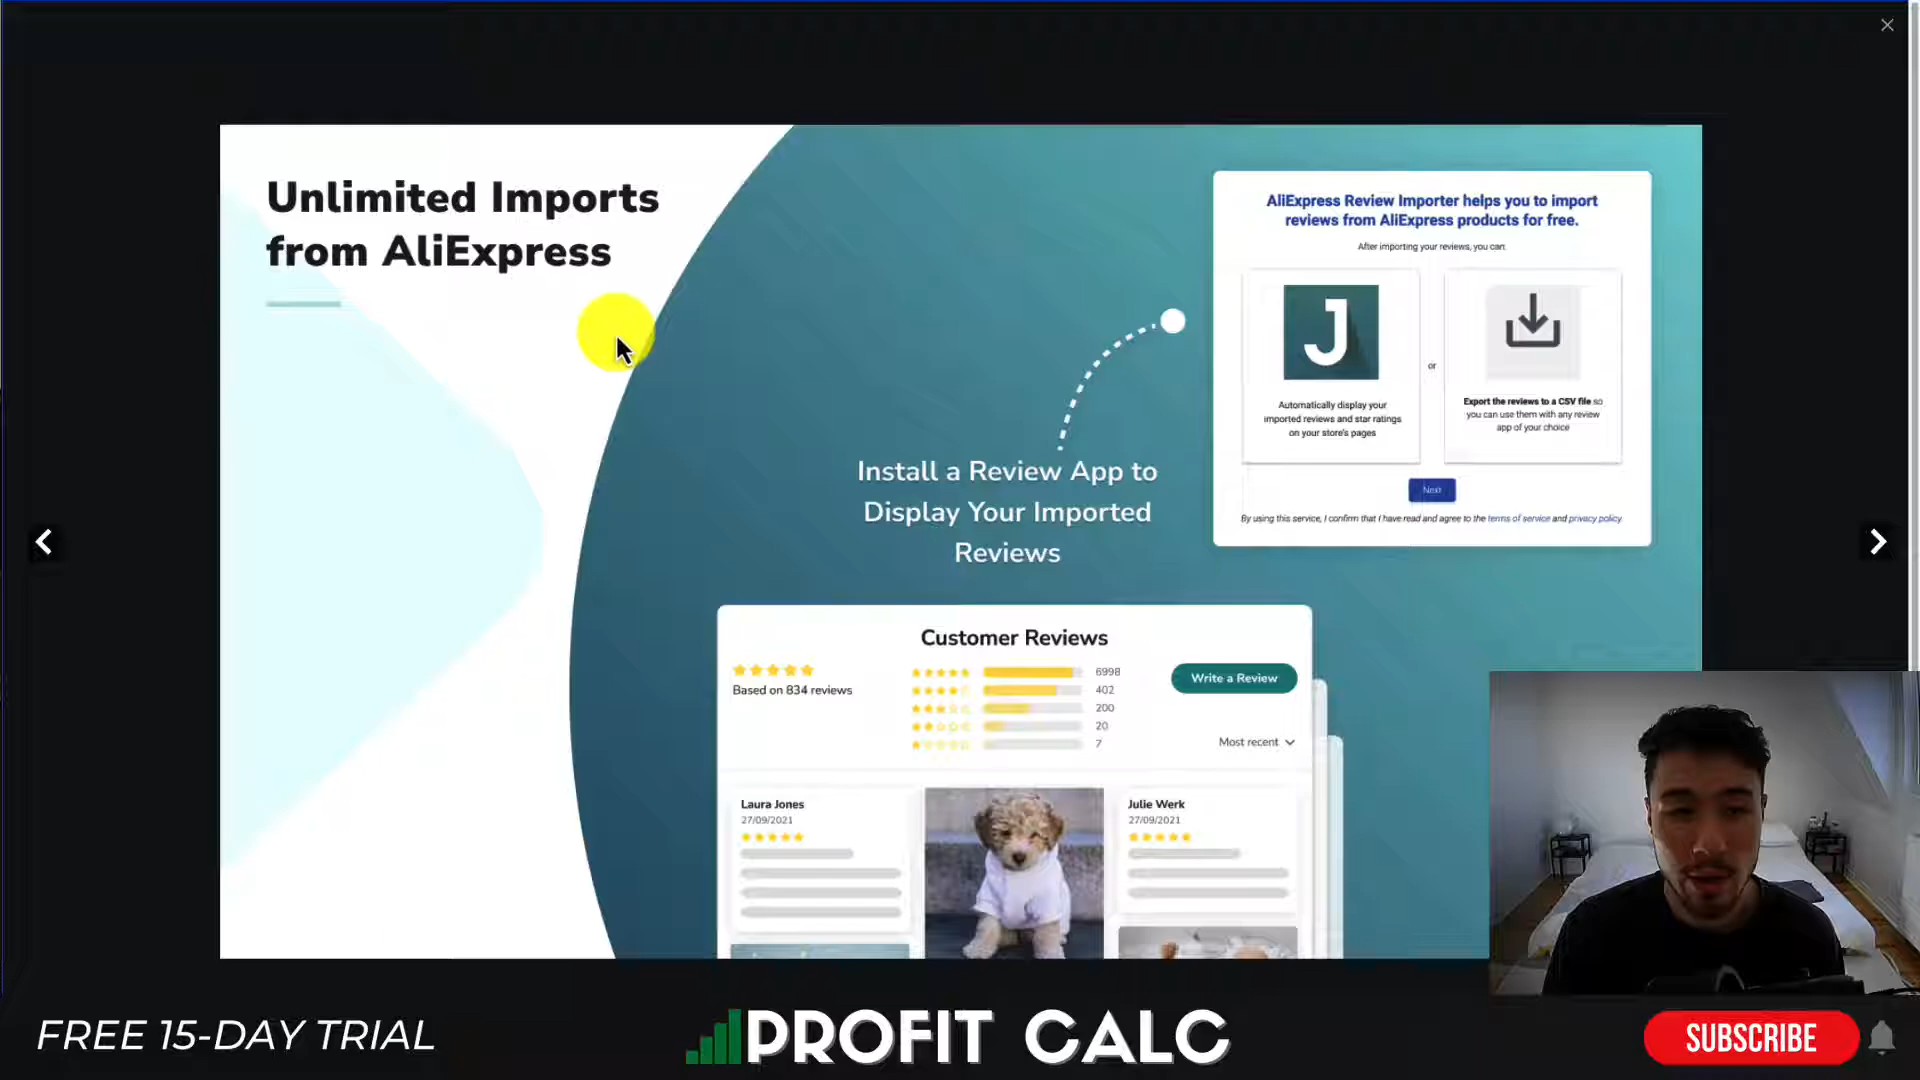 Unlimited Imports
from AliExpress
AliExpress Review Importer helps you to import
reviews from AliExpress products for free.
After importing your reviews, you can:
J
Automatically display your
imported reviews and star ratings
on your store's pages
or
Export the reviews to a CSV file so
you can use them with any review
app of your choice
Next
By using this service, I confirm that I have read and agree to the terms of service and privacy policy
Install a Review App to
Display Your Imported
Reviews
Customer Reviews
Based on 834 reviews
6998
402
200
20
7
Write a Review
Most recent
Laura Jones
27/09/2021
Julie Werk
27/09/2021
FREE 15-DAY TRIAL
PROFIT CALC
SUBSCRIBE